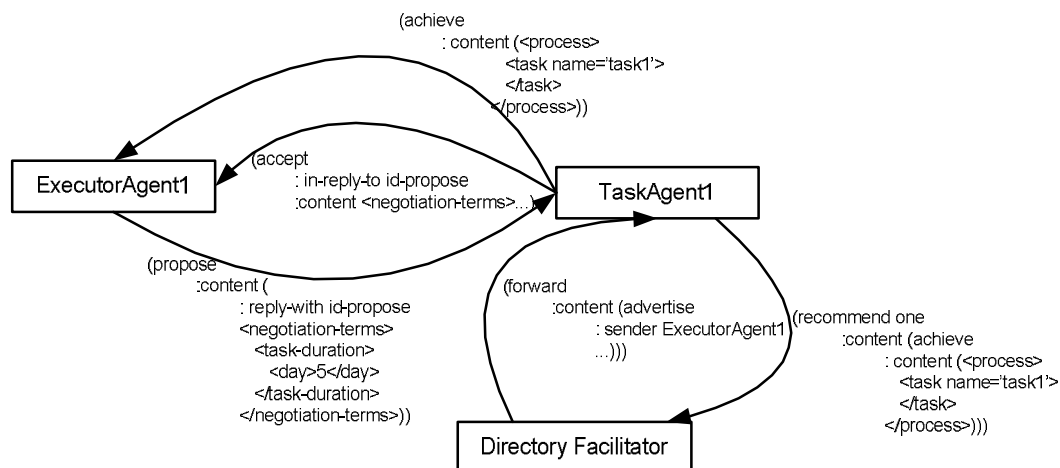 (achieve
: content (<process>
<task name='task1'>
</task>
</process>))
ExecutorAgent1
(accept
: in-reply-to id-propose
:content <negotiation-terms>...)
TaskAgent1
(propose
:content (
: reply-with id-propose
<negotiation-terms>
<task-duration>
<day>5</day>
</task-duration>
</negotiation-terms>))
(forward
:content (advertise
: sender ExecutorAgent1
...)))
(recommend one
:content (achieve
: content (<process>
<task name='task1'>
</task>
</process>)))
Directory Facilitator